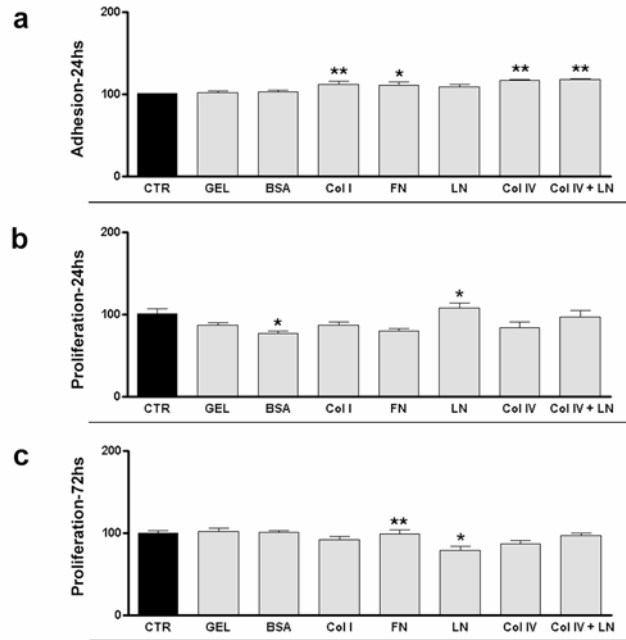 a
Adhesion-24hs
200
100
0
** * ** **
CTR GEL BSA Col I FN LN Col IV Col IV + LN
b
Proliferation-24hs
200
100
0
* *
CTR GEL BSA Col I FN LN Col IV Col IV + LN
c
Proliferation-72hs
200
100
0
** *
CTR GEL BSA Col I FN LN Col IV Col IV + LN